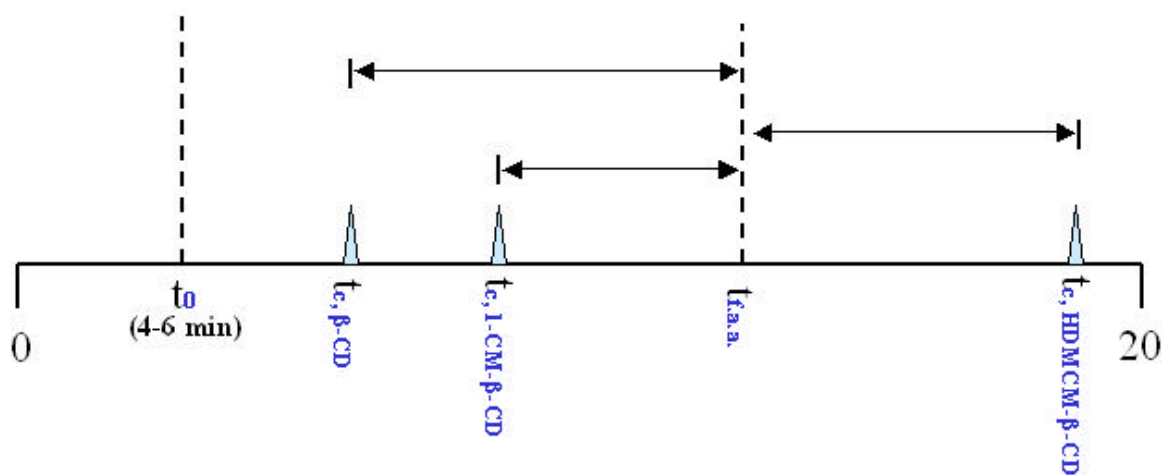 t0
(4-6 min)
tc, β-CD
tc, 1-CM-β-CD
tf.a.a.
tc, HDMCM-β-CD
0
20